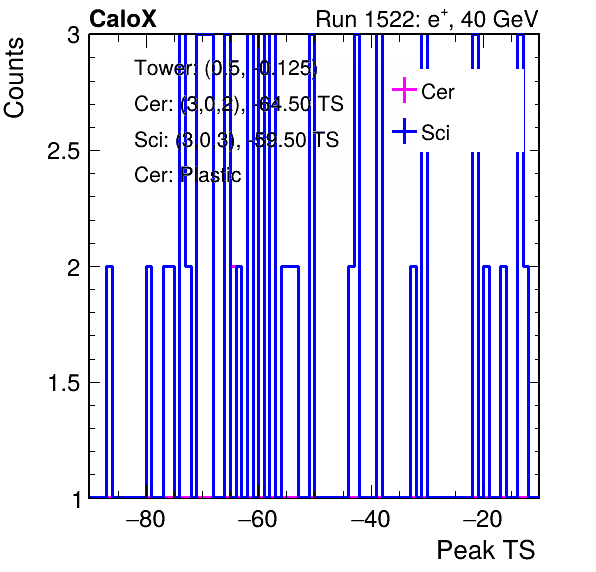 CaloX Run 1522: e+, 40 GeV
Counts
3
2.5
2
1.5
1
Tower: (0.5, -0.125)
Cer: (3,0,2), -64.50 TS
Sci: (3,0,3), -59.50 TS
Cer: Plastic
Cer
Sci
−80 −60 −40 −20
Peak TS